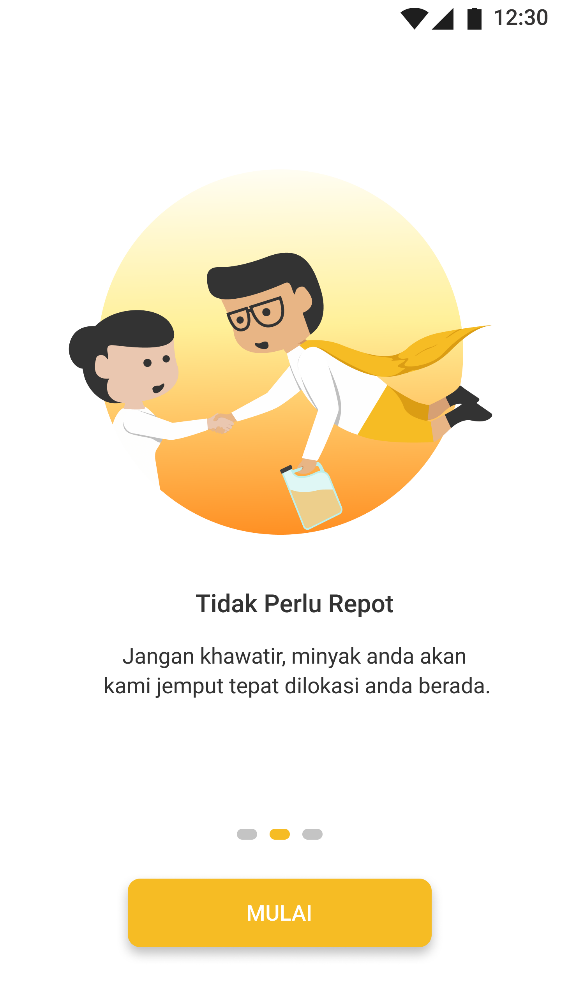 12:30
Tidak Perlu Repot
Jangan khawatir, minyak anda akan
kami jemput tepat dilokasi anda berada.
MULAI